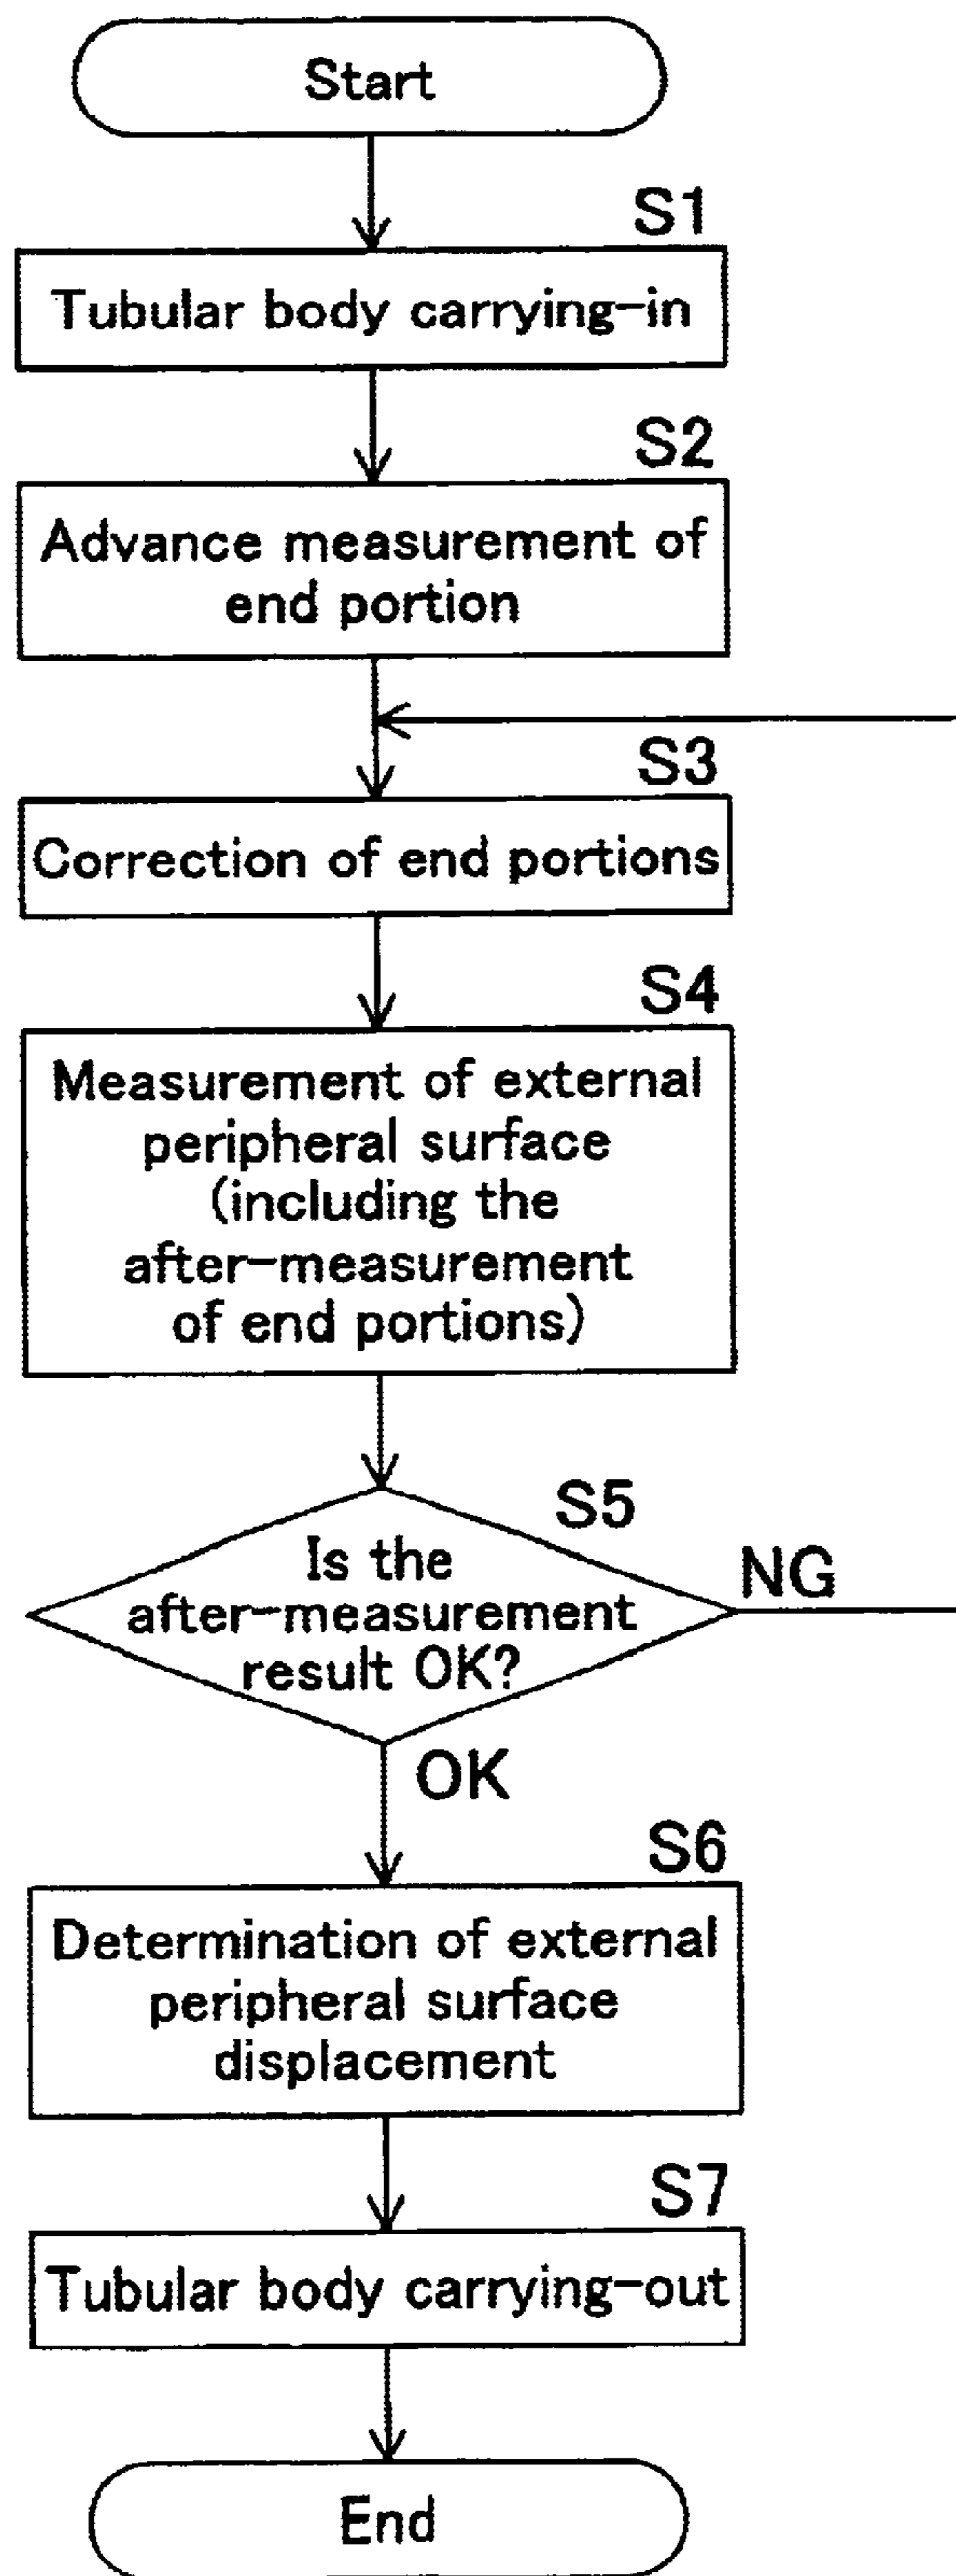 Start
S1
Tubular body carrying-in
S2
Advance measurement of
end portion
S3
Correction of end portions
S4
Measurement of external
peripheral surface
(including the
after-measurement
of end portions)
S5
Is the
after-measurement
result OK?
NG
OK
S6
Determination of external
peripheral surface
displacement
S7
Tubular body carrying-out
End